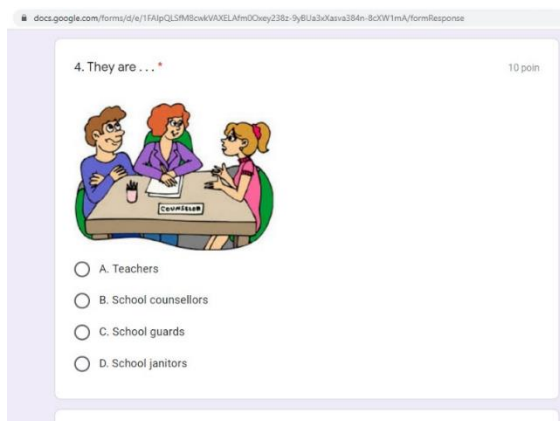 docs.google.com/forms/d/e/1FAIpQLSfM8cwkVAXELAfm0Oxey238z-9yBUa3xXasva384n-8cXW1mA/formResponse
4. They are . . . *
10 poin
COUNSELOR
A. Teachers
B. School counsellors
C. School guards
D. School janitors